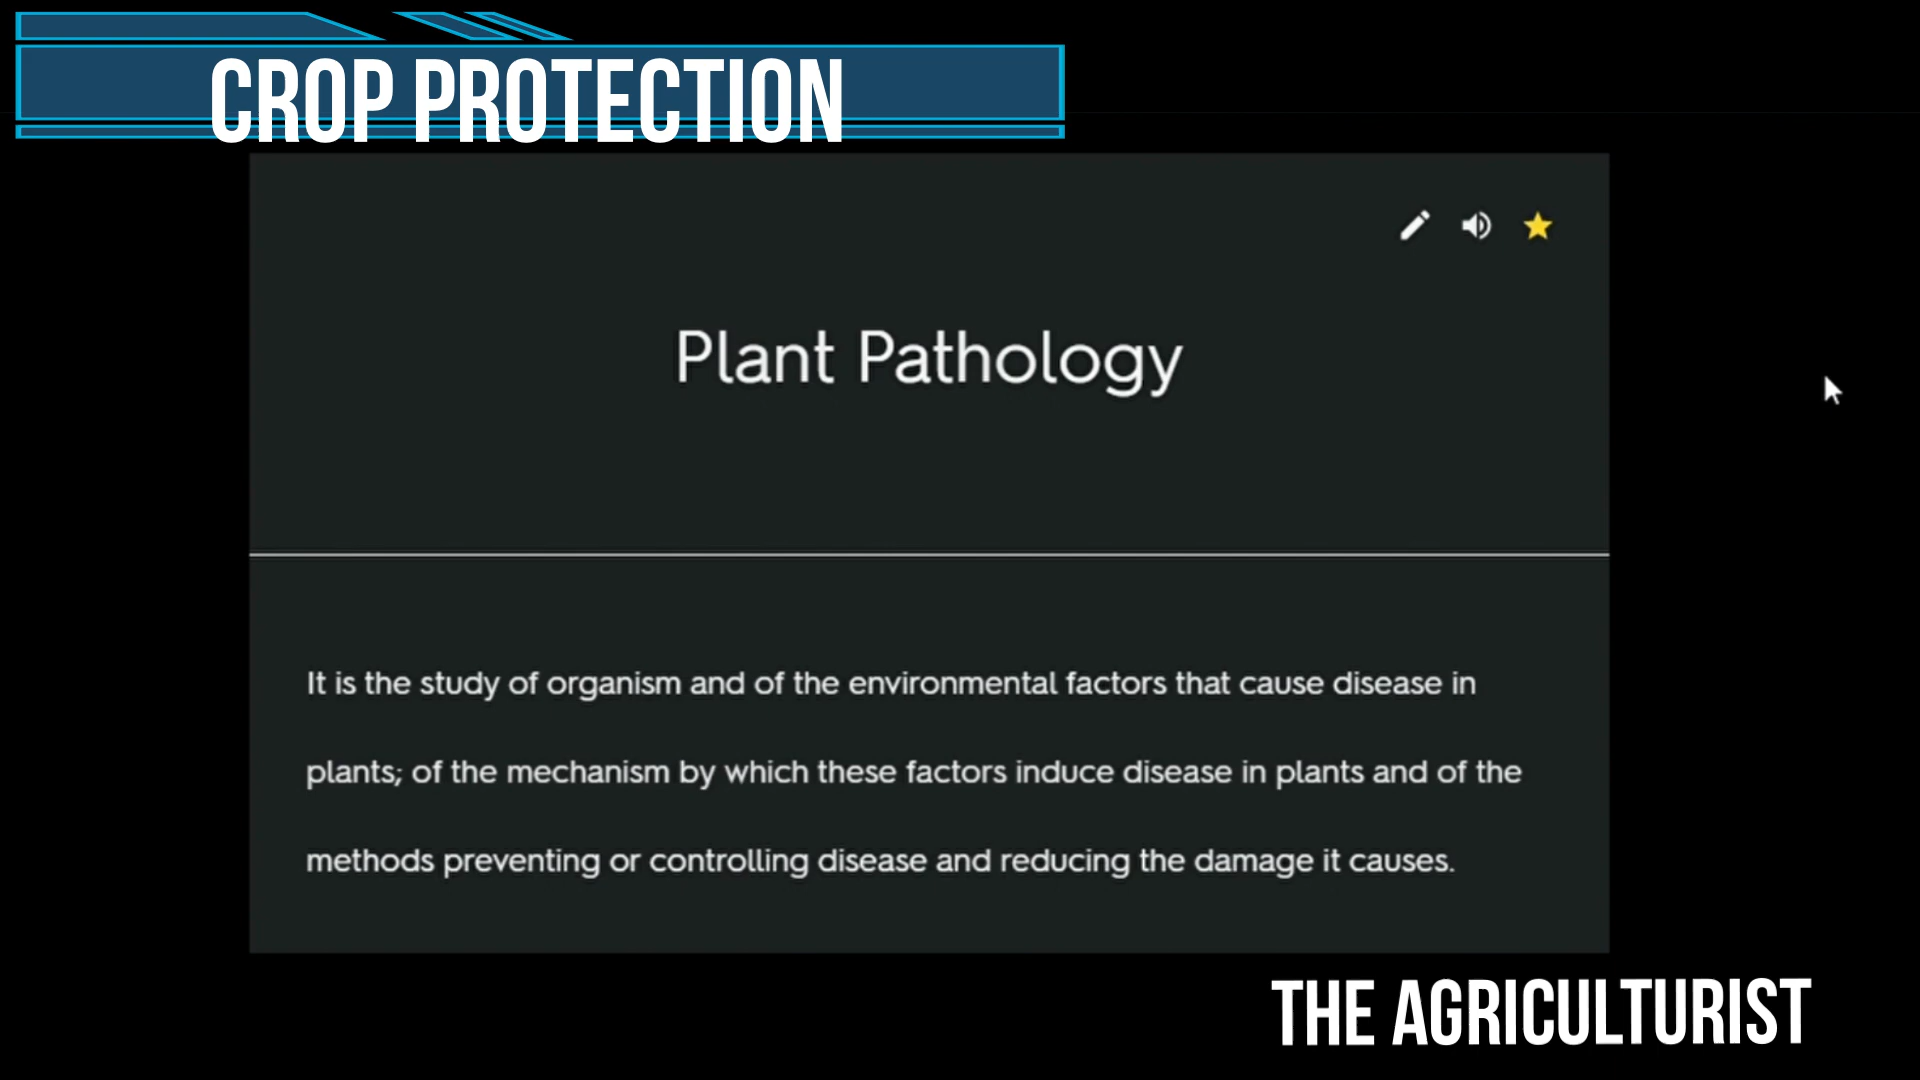 CROP PROTECTION
Plant Pathology
It is the study of organism and of the environmental factors that cause disease in
plants; of the mechanism by which these factors induce disease in plants and of the
methods preventing or controlling disease and reducing the damage it causes.
THE AGRICULTURIST